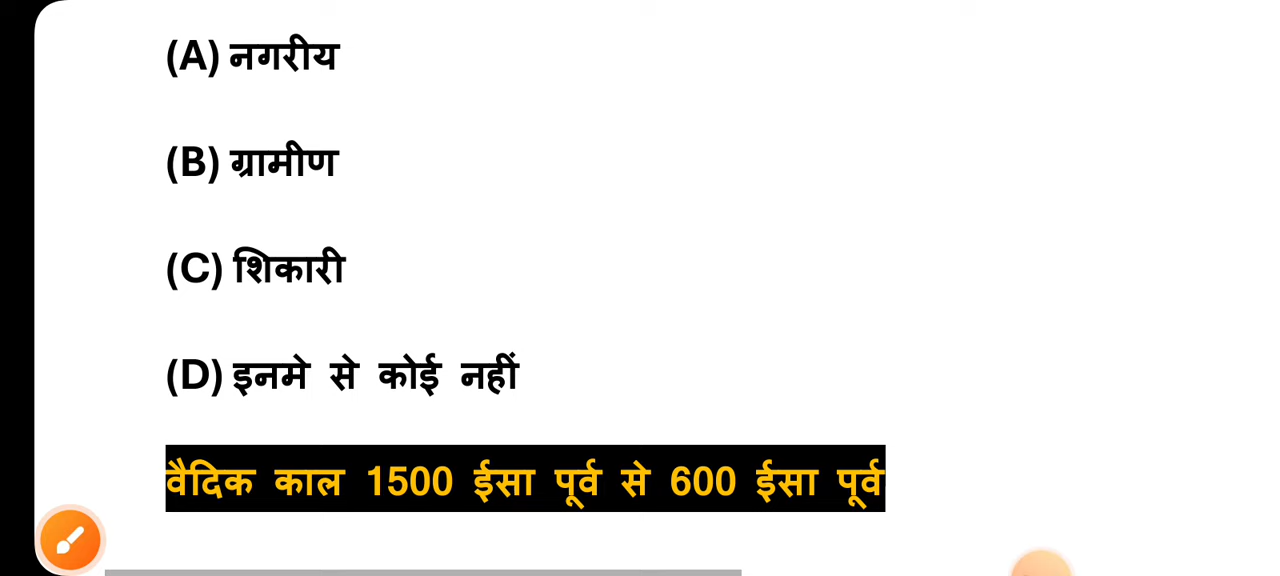 (A) नगरीय
(B) ग्रामीण
(C) शिकारी
(D) इनमे से कोई नहीं
वैदिक काल 1500 ईसा पूर्व से 600 ईसा पूर्व